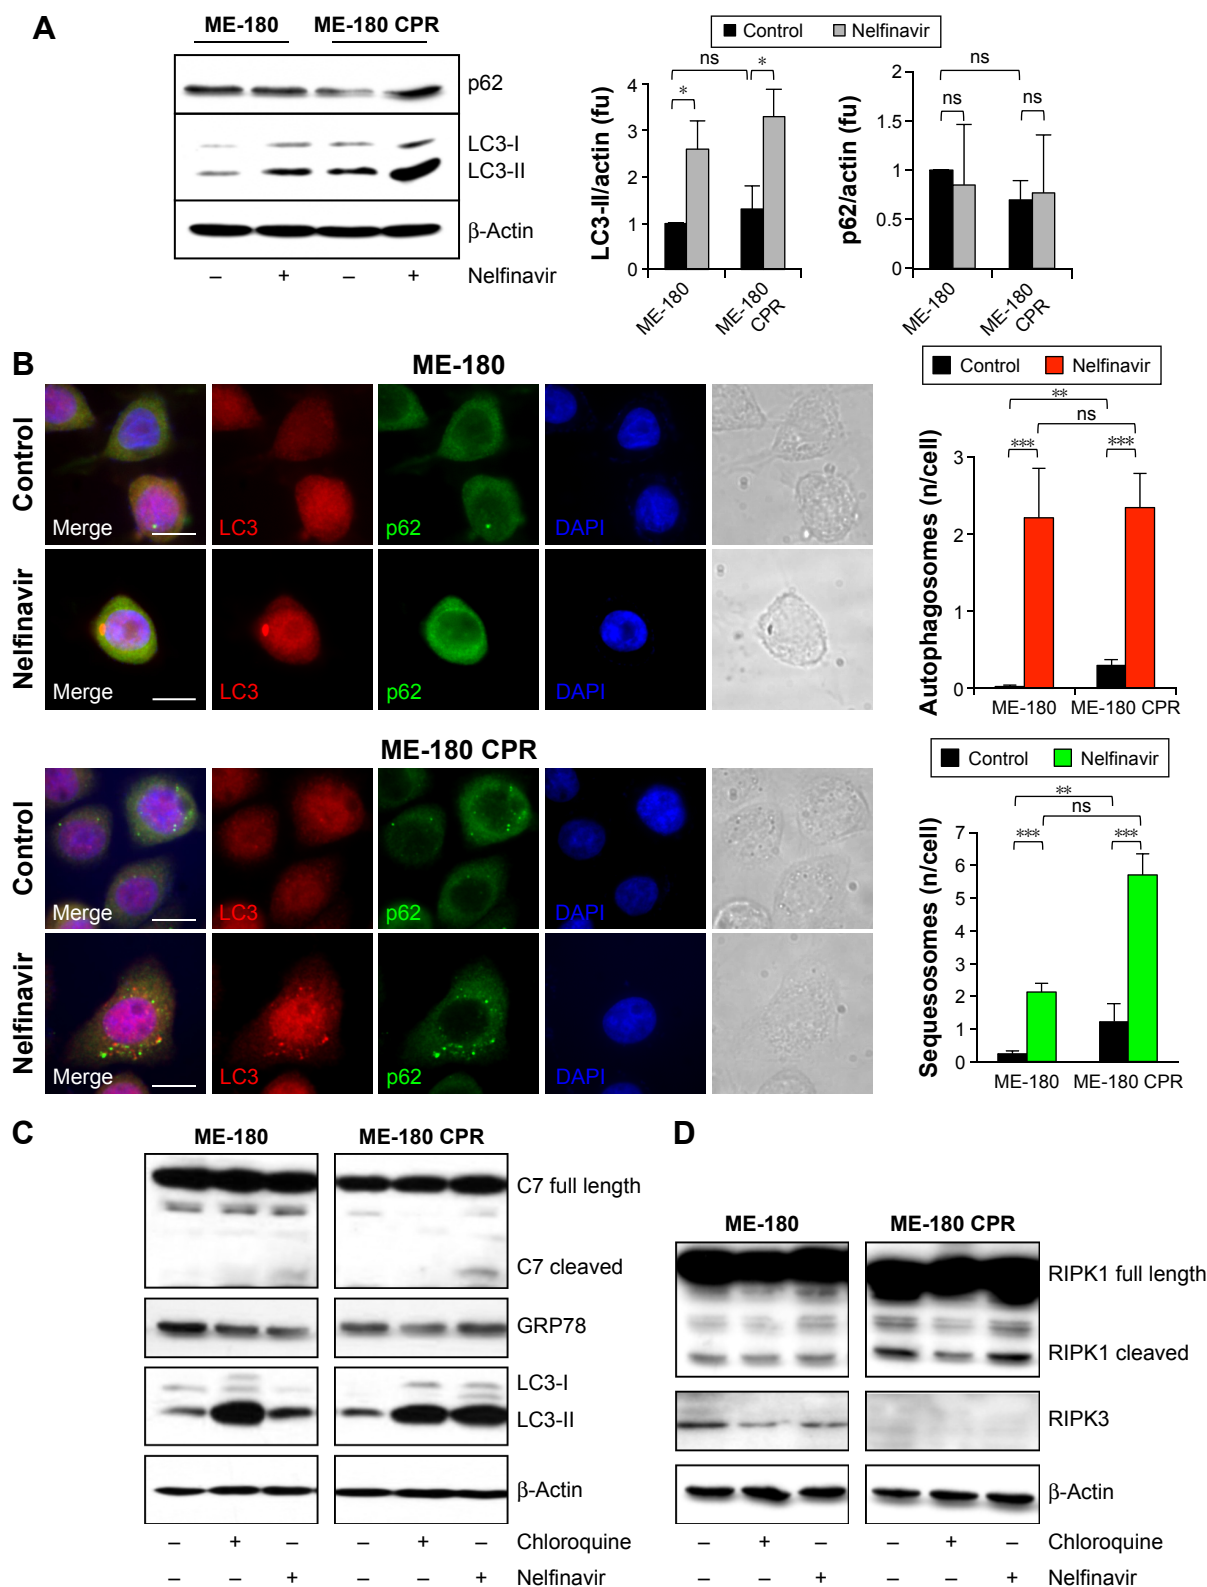 A
ME-180 ME-180 CPR
p62
LC3-I
LC3-II
β-Actin
– + – + Nelfinavir
Control Nelfinavir
ns
*
*
LC3-II/actin (fu)
4
3
2
1
0
ME-180
ME-180 CPR
ns
ns
ns
p62/actin (fu)
2
1.5
1
0.5
0
ME-180
ME-180 CPR
B
ME-180
Control
Merge LC3 p62 DAPI
Nelfinavir
Merge LC3 p62 DAPI
Control Nelfinavir
**
ns
*** ***
Autophagosomes (n/cell)
3
2
1
0
ME-180 ME-180 CPR
ME-180 CPR
Control
Merge LC3 p62 DAPI
Nelfinavir
Merge LC3 p62 DAPI
Control Nelfinavir
**
ns
*** ***
Sequesosomes (n/cell)
7
6
5
4
3
2
1
0
ME-180 ME-180 CPR
C
ME-180 ME-180 CPR
C7 full length
C7 cleaved
GRP78
LC3-I
LC3-II
β-Actin
– + – – + – Chloroquine
– – + – – + Nelfinavir
D
ME-180 ME-180 CPR
RIPK1 full length
RIPK1 cleaved
RIPK3
β-Actin
– + – – + – Chloroquine
– – + – – + Nelfinavir